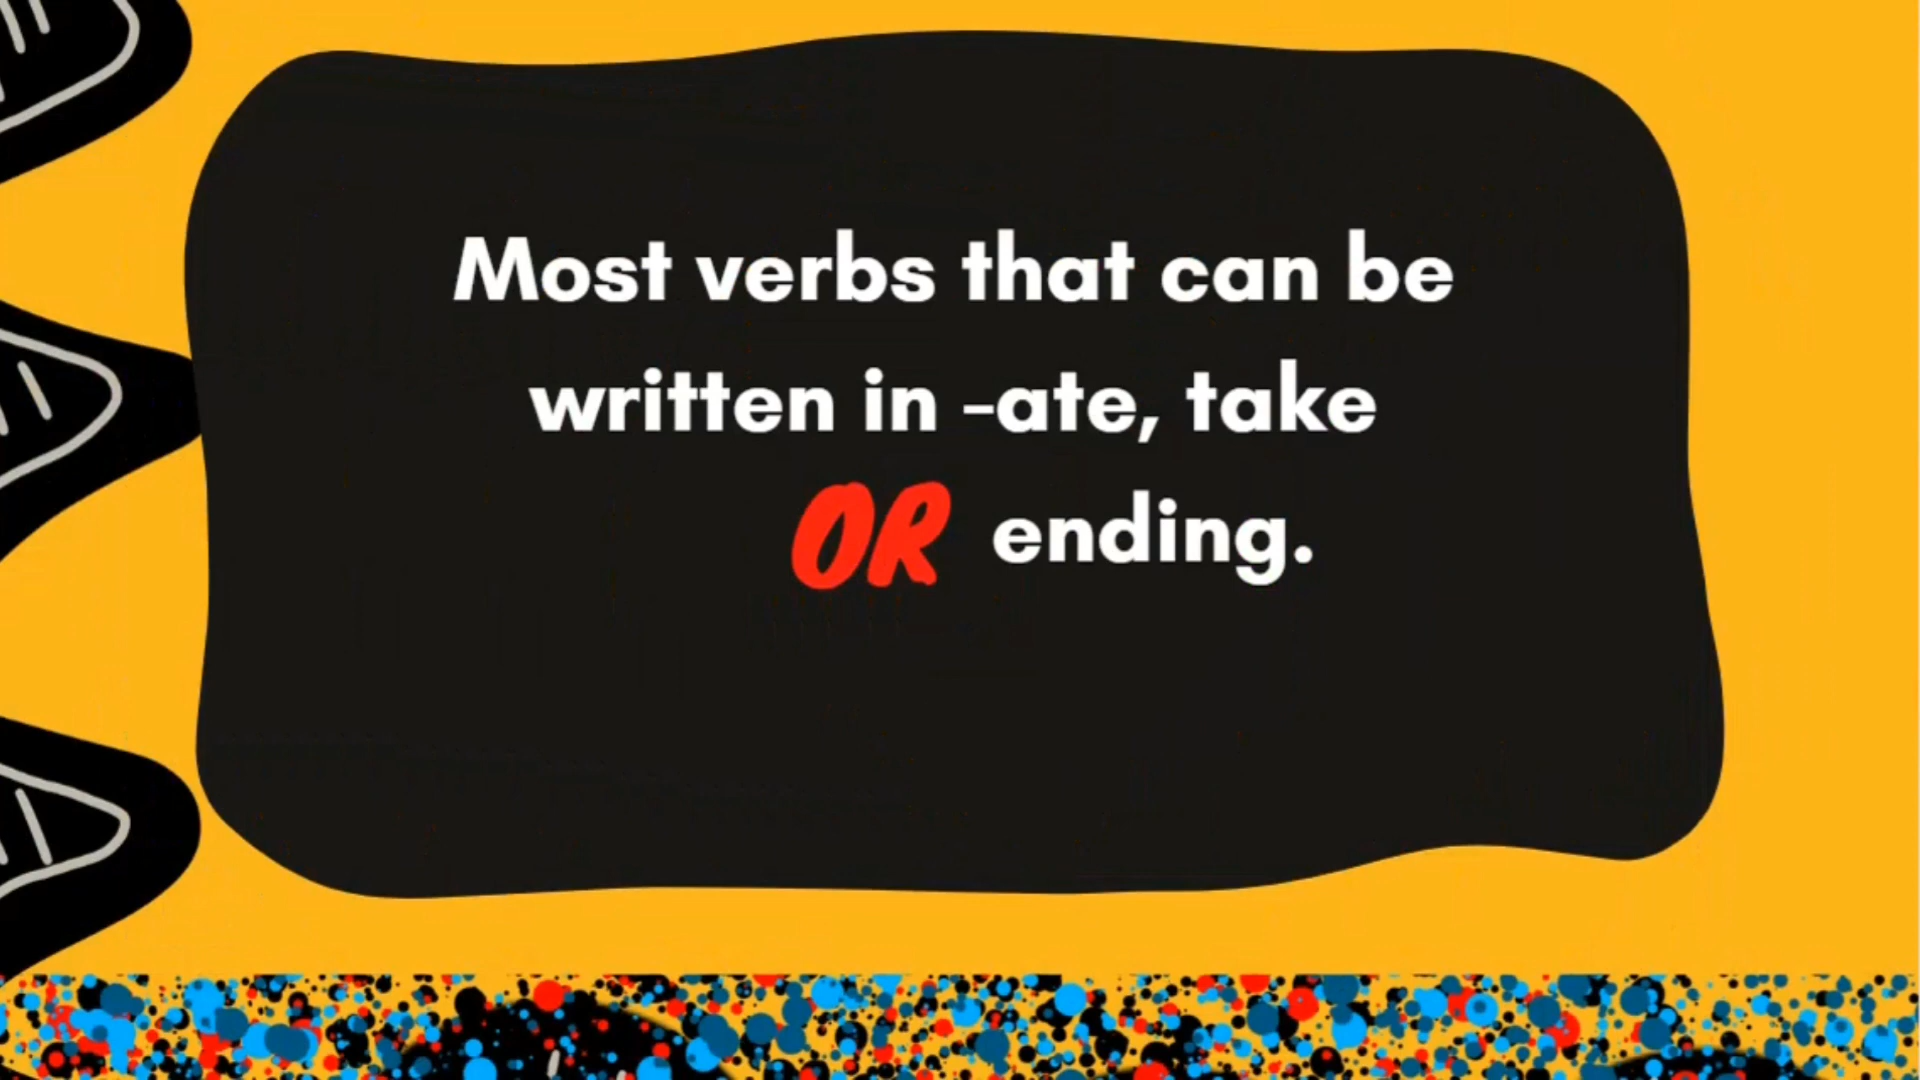 Most verbs that can be
written in -ate, take
OR ending.